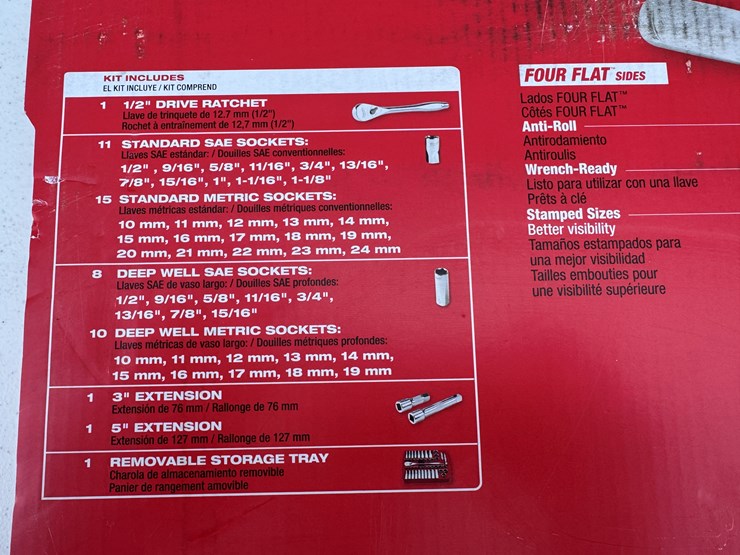 KIT INCLUDES
EL KIT INCLUYE / KIT COMPREND
1 1/2" DRIVE RATCHET
Llave de trinquete de 12.7 mm (1/2")
Rochet à entraînement de 12,7 mm (1/2")
11 STANDARD SAE SOCKETS:
Llaves SAE estándar: / Douilles SAE conventionnelles:
1/2" , 9/16", 5/8", 11/16", 3/4", 13/16",
7/8", 15/16", 1", 1-1/16", 1-1/8"
15 STANDARD METRIC SOCKETS:
Llaves métricas estándar: / Douilles métriques conventionnelles:
10 mm, 11 mm, 12 mm, 13 mm, 14 mm,
15 mm, 16 mm, 17 mm, 18 mm, 19 mm,
20 mm, 21 mm, 22 mm, 23 mm, 24 mm
8 DEEP WELL SAE SOCKETS:
Llaves SAE de vaso largo: / Douilles SAE profondes:
1/2", 9/16", 5/8", 11/16", 3/4",
13/16", 7/8", 15/16"
10 DEEP WELL METRIC SOCKETS:
Llaves métricas de vaso largo: / Douilles métriques profondes:
10 mm, 11 mm, 12 mm, 13 mm, 14 mm,
15 mm, 16 mm, 17 mm, 18 mm, 19 mm
1 3" EXTENSION
Extensión de 76 mm / Rallonge de 76 mm
1 5" EXTENSION
Extensión de 127 mm / Rallonge de 127 mm
1 REMOVABLE STORAGE TRAY
Charola de almacenamiento removible
Panier de rangement amovible
FOUR FLAT™ SIDES
Lados FOUR FLAT™
Côtés FOUR FLAT™
Anti-Roll
Antirodamiento
Antiroulis
Wrench-Ready
Listo para utilizar con una llave
Prêts à clé
Stamped Sizes
Better visibility
Tamaños estampados para
una mejor visibilidad
Tailles embouties pour
une visibilité supérieure